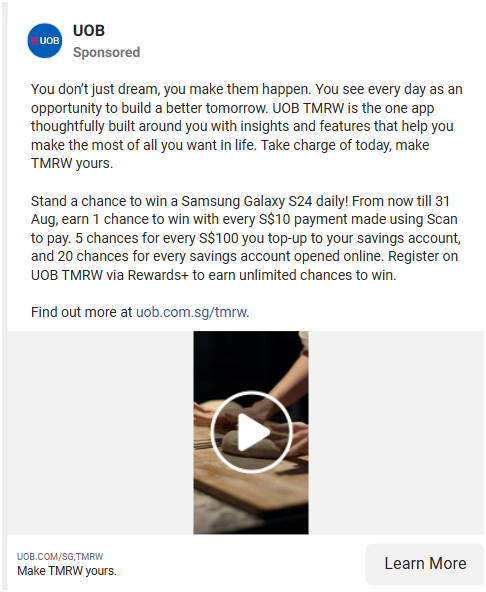 UOB
UOB
Sponsored
You don’t just dream, you make them happen. You see every day as an
opportunity to build a better tomorrow. UOB TMRW is the one app
thoughtfully built around you with insights and features that help you
make the most of all you want in life. Take charge of today, make
TMRW yours.
Stand a chance to win a Samsung Galaxy S24 daily! From now till 31
Aug, earn 1 chance to win with every S$10 payment made using Scan
to pay. 5 chances for every S$100 you top-up to your savings account,
and 20 chances for every savings account opened online. Register on
UOB TMRW via Rewards+ to earn unlimited chances to win.
Find out more at uob.com.sg/tmrw.
UOB.COM/SG,TMRW
Make TMRW yours.
Learn More